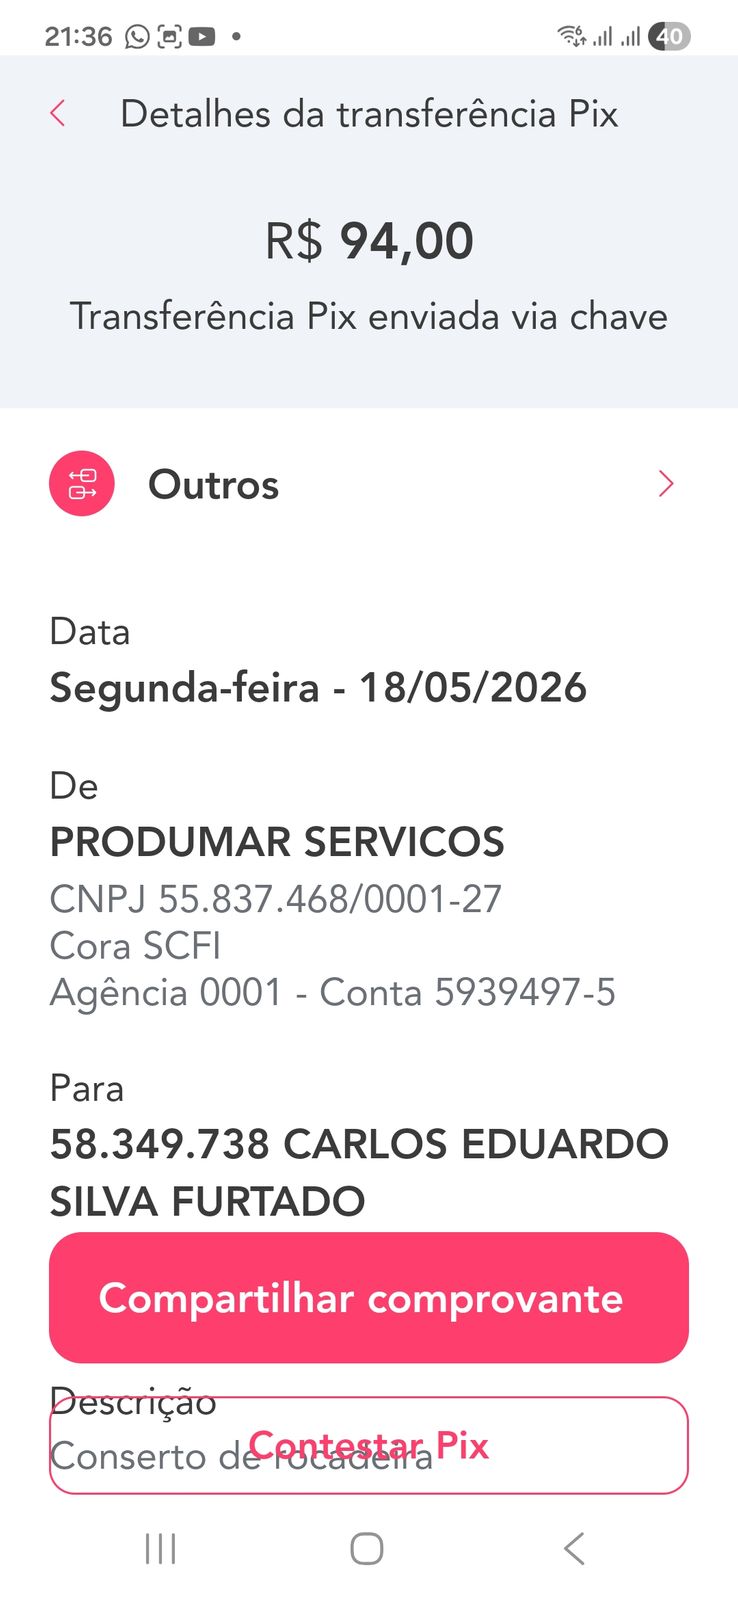 21:36
40
Detalhes da transferência Pix
R$ 94,00
Transferência Pix enviada via chave
Outros
Data
Segunda-feira - 18/05/2026
De
PRODUMAR SERVICOS
CNPJ 55.837.468/0001-27
Cora SCFI
Agência 0001 - Conta 5939497-5
Para
58.349.738 CARLOS EDUARDO
SILVA FURTADO
Compartilhar comprovante
Descrição
Conserto de rocadeira
Contestar Pix